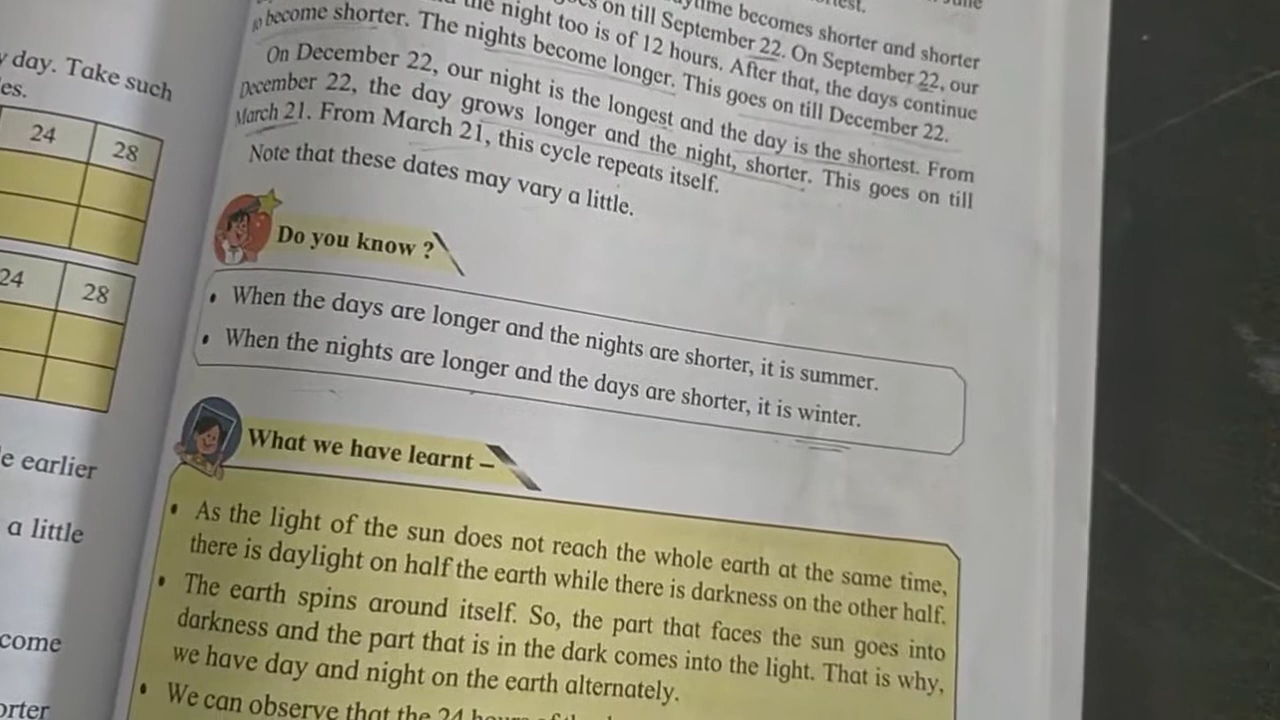 y day. Take such
es.
24 28
24 28
e earlier
a little
come
orter
daytime becomes shorter and shorter
on till September 22. On September 22, our
the night too is of 12 hours. After that, the days continue
to become shorter. The nights become longer. This goes on till December 22.
On December 22, our night is the longest and the day is the shortest. From
December 22, the day grows longer and the night, shorter. This goes on till
March 21. From March 21, this cycle repeats itself.
Note that these dates may vary a little.
Do you know ?
• When the days are longer and the nights are shorter, it is summer.
• When the nights are longer and the days are shorter, it is winter.
What we have learnt –
• As the light of the sun does not reach the whole earth at the same time,
there is daylight on half the earth while there is darkness on the other half.
• The earth spins around itself. So, the part that faces the sun goes into
darkness and the part that is in the dark comes into the light. That is why,
we have day and night on the earth alternately.
• We can observe that the 24 hours of the